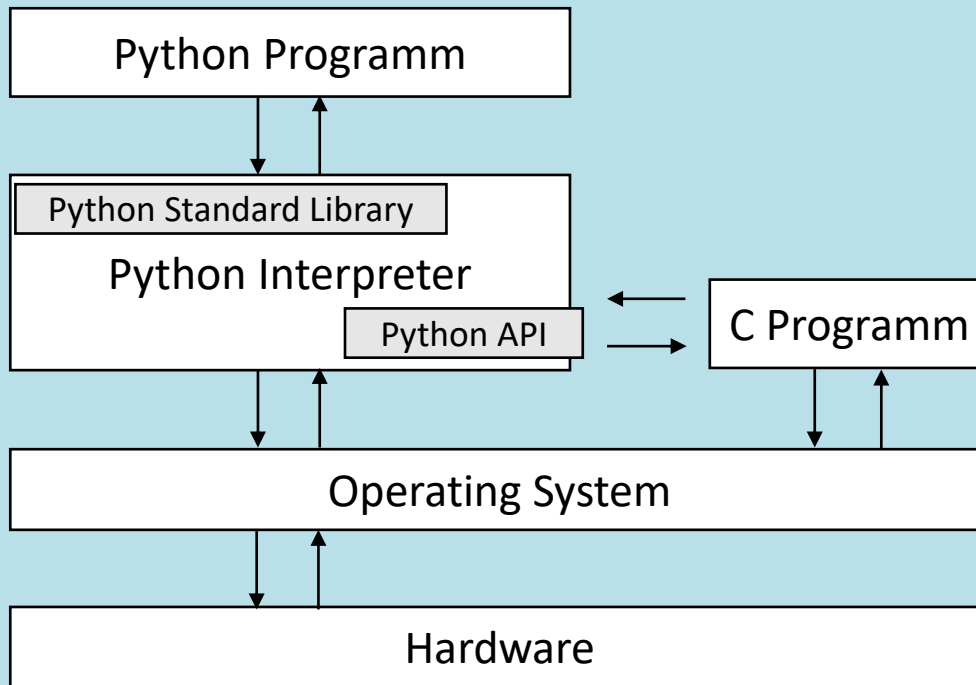 Python Programm
Python Standard Library
Python Interpreter
Python API
C Programm
Operating System
Hardware